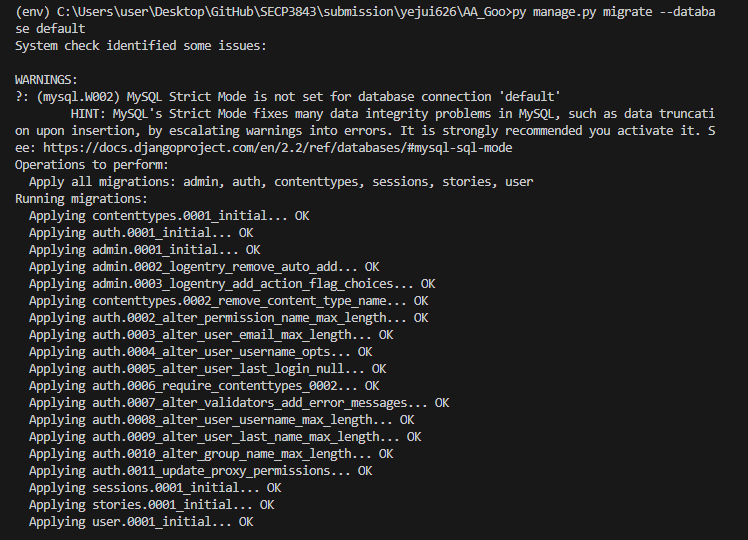 (env) C:\Users\user\Desktop\GitHub\SECP3843\submission\yejui626\AA_Goo>py manage.py migrate --databa
se default
System check identified some issues:
WARNINGS:
?: (mysql.W002) MySQL Strict Mode is not set for database connection 'default'
HINT: MySQL's Strict Mode fixes many data integrity problems in MySQL, such as data truncati
on upon insertion, by escalating warnings into errors. It is strongly recommended you activate it. S
ee: https://docs.djangoproject.com/en/2.2/ref/databases/#mysql-sql-mode
Operations to perform:
Apply all migrations: admin, auth, contenttypes, sessions, stories, user
Running migrations:
Applying contenttypes.0001_initial... OK
Applying auth.0001_initial... OK
Applying admin.0001_initial... OK
Applying admin.0002_logentry_remove_auto_add... OK
Applying admin.0003_logentry_add_action_flag_choices... OK
Applying contenttypes.0002_remove_content_type_name... OK
Applying auth.0002_alter_permission_name_max_length... OK
Applying auth.0003_alter_user_email_max_length... OK
Applying auth.0004_alter_user_username_opts... OK
Applying auth.0005_alter_user_last_login_null... OK
Applying auth.0006_require_contenttypes_0002... OK
Applying auth.0007_alter_validators_add_error_messages... OK
Applying auth.0008_alter_user_username_max_length... OK
Applying auth.0009_alter_user_last_name_max_length... OK
Applying auth.0010_alter_group_name_max_length... OK
Applying auth.0011_update_proxy_permissions... OK
Applying sessions.0001_initial... OK
Applying stories.0001_initial... OK
Applying user.0001_initial... OK